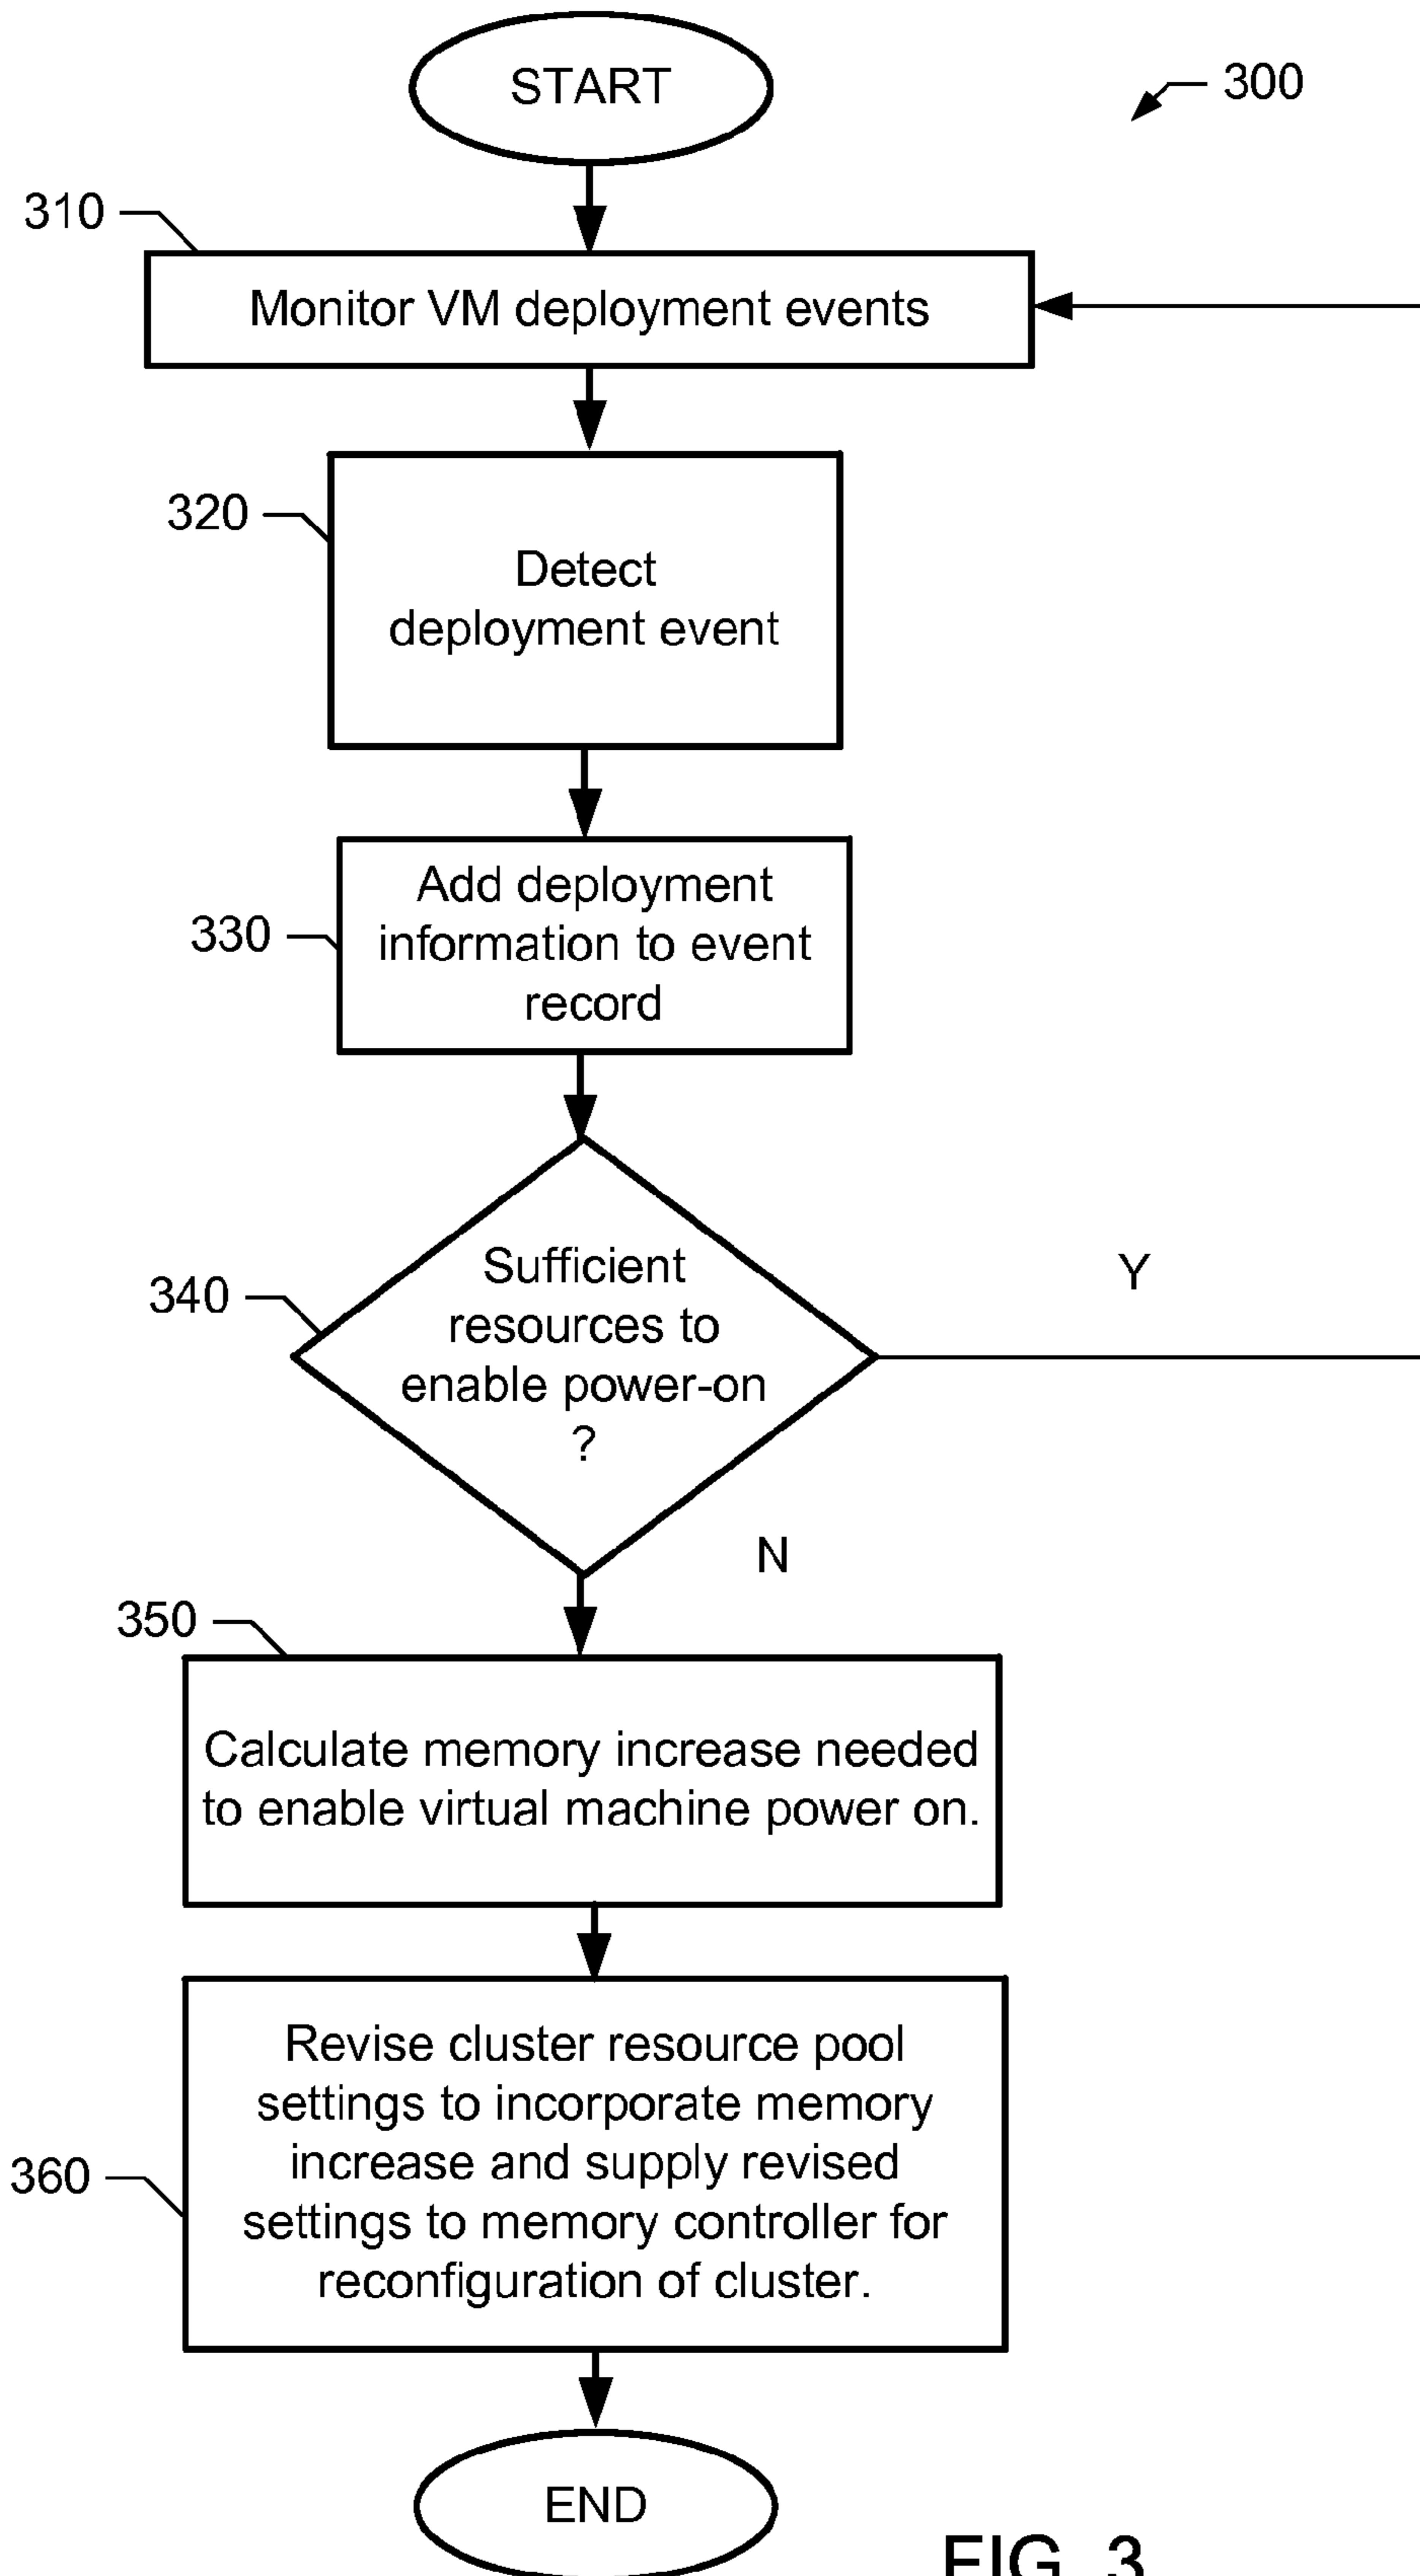 START
300
310
Monitor VM deployment events
320
Detect
deployment event
330
Add deployment
information to event
record
340
Sufficient
resources to
enable power-on
?
Y
N
350
Calculate memory increase needed
to enable virtual machine power on.
360
Revise cluster resource pool
settings to incorporate memory
increase and supply revised
settings to memory controller for
reconfiguration of cluster.
END
FIG. 3